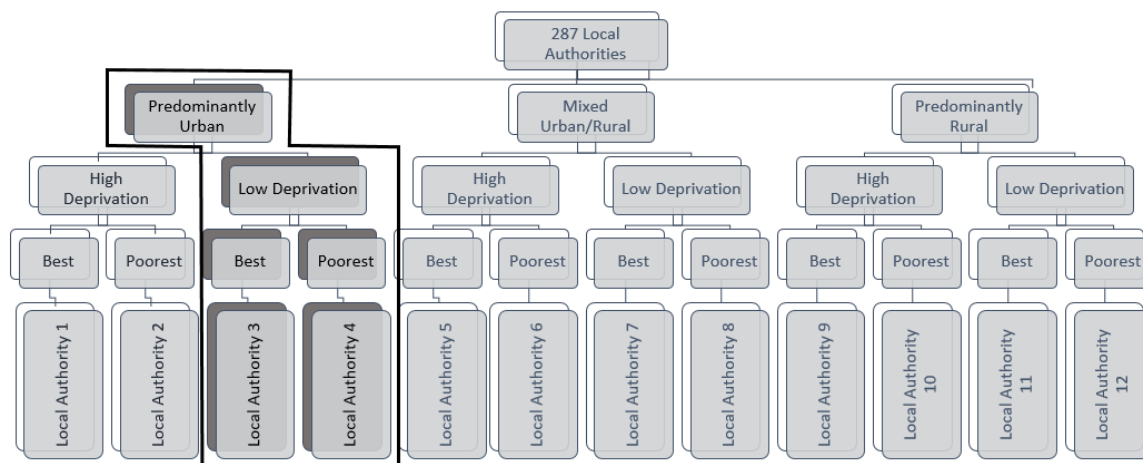 287 Local
Authorities
Predominantly
Urban
Mixed
Urban/Rural
Predominantly
Rural
High
Deprivation
Low Deprivation
High
Deprivation
Low Deprivation
High
Deprivation
Low Deprivation
Best
Poorest
Best
Poorest
Best
Poorest
Best
Poorest
Best
Poorest
Best
Poorest
Local Authority 1
Local Authority 2
Local Authority 3
Local Authority 4
Local Authority 5
Local Authority 6
Local Authority 7
Local Authority 8
Local Authority 9
Local Authority
10
Local Authority
11
Local Authority
12